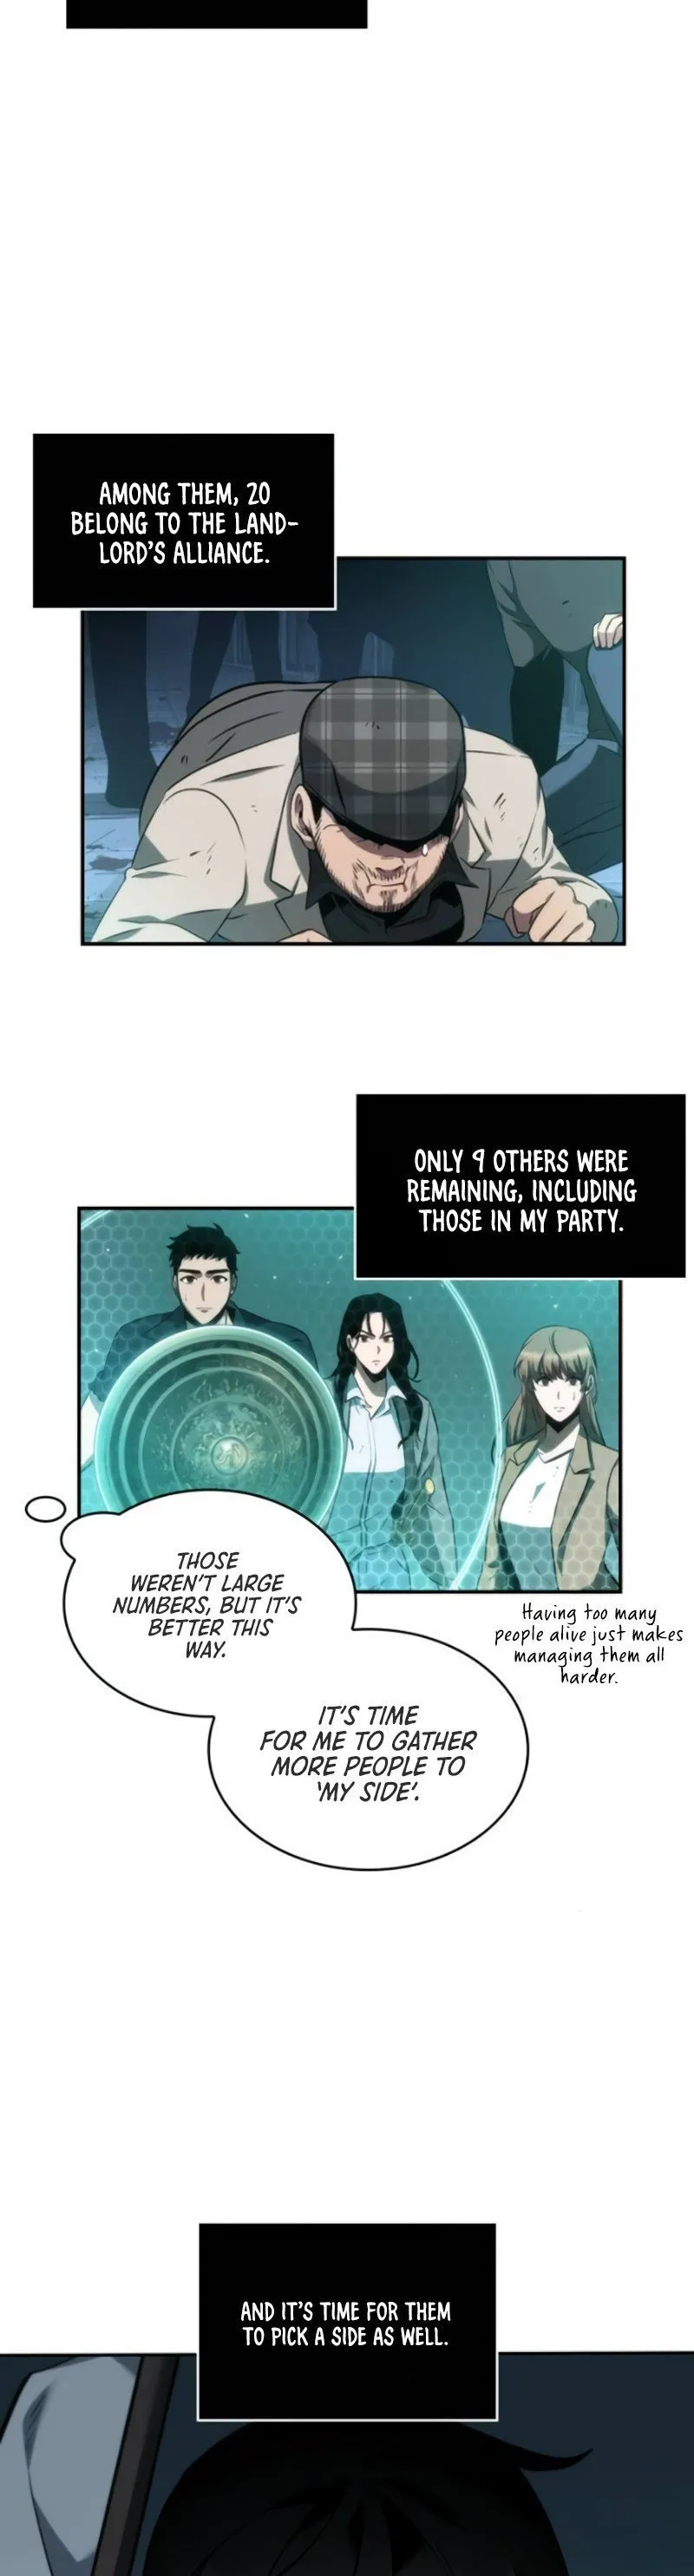 AMONG THEM, 20
BELONG TO THE LAND-
LORD'S ALLIANCE.
ONLY 9 OTHERS WERE
REMAINING, INCLUDING
THOSE IN MY PARTY.
THOSE
WEREN'T LARGE
NUMBERS, BUT IT'S
BETTER THIS
WAY.
Having too many
people alive just makes
managing them all
harder.
IT'S TIME
FOR ME TO GATHER
MORE PEOPLE TO
'MY SIDE'.
AND IT'S TIME FOR THEM
TO PICK A SIDE AS WELL.